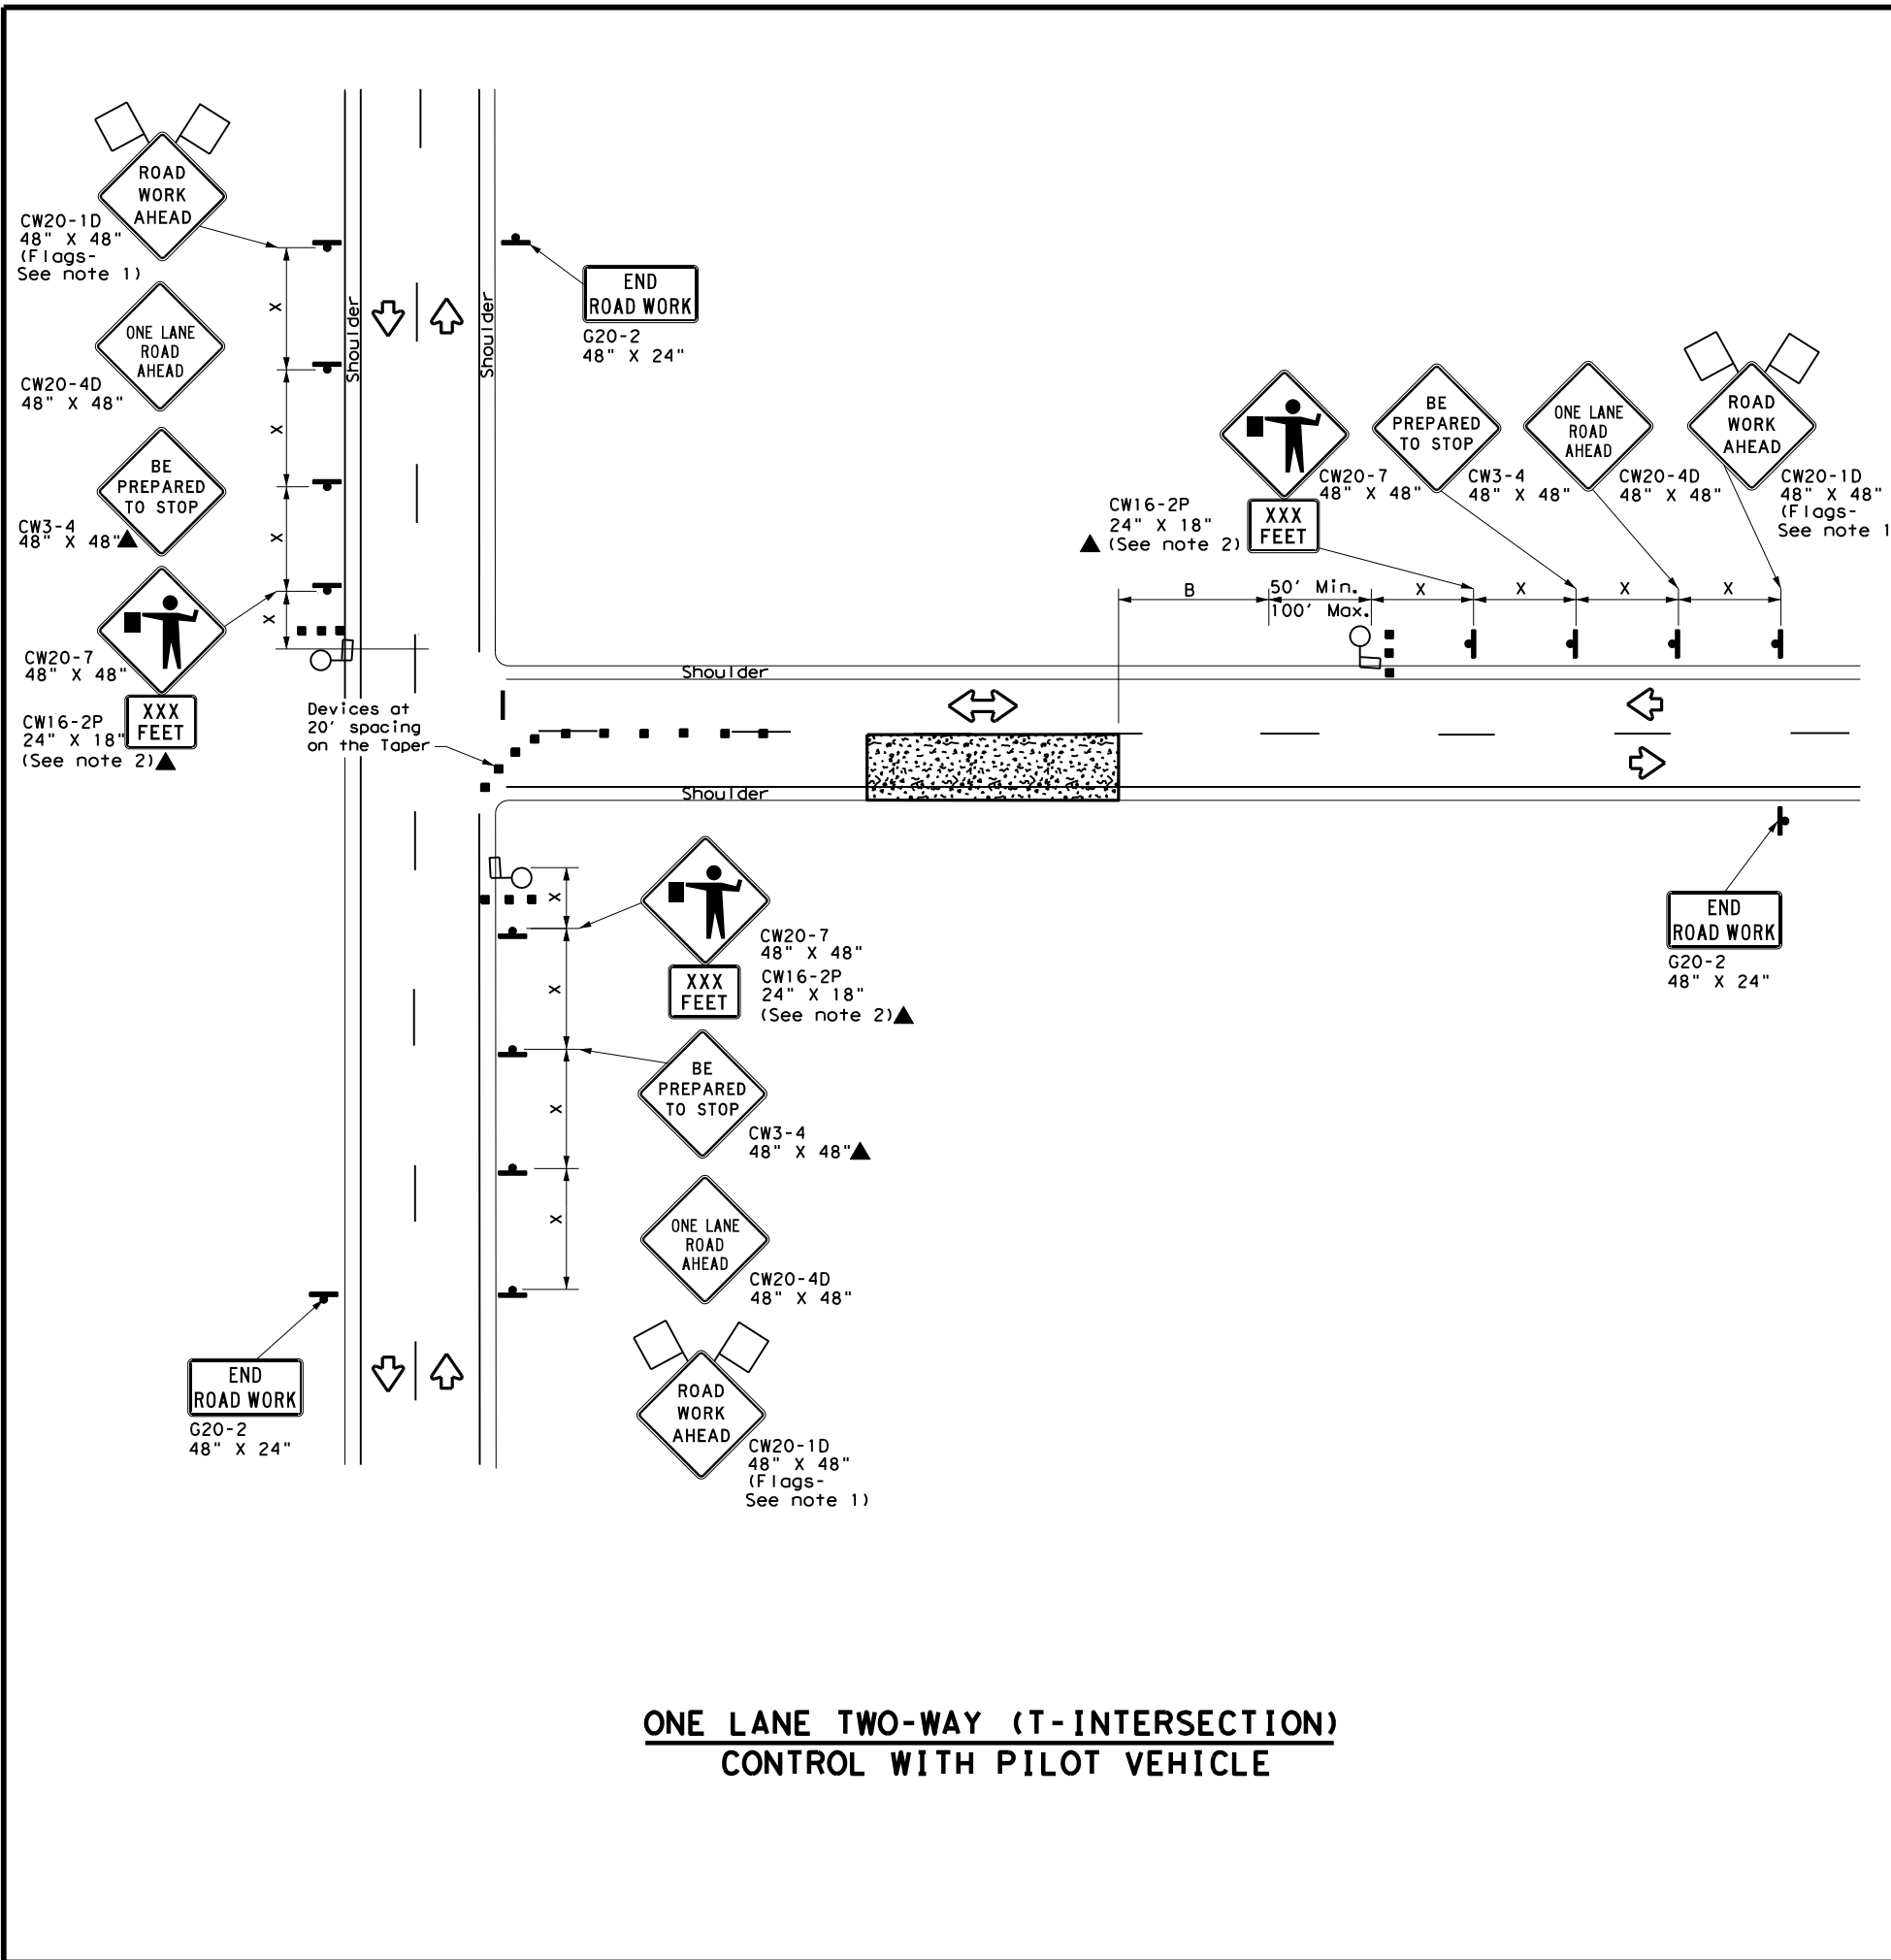 ROAD
WORK
AHEAD
CW20-1D
48" X 48"
(Flags-
See note 1)
ONE LANE
ROAD
AHEAD
CW20-4D
48" X 48"
BE
PREPARED
TO STOP
CW3-4
48" X 48"
CW20-7
48" X 48"
XXX
FEET
CW16-2P
24" X 18"
(See note 2)
X
X
X
X
Shoulder
Shoulder
END
ROAD WORK
G20-2
48" X 24"
Devices at
20' spacing
on the Taper
Shoulder
Shoulder
CW20-7
48" X 48"
XXX
FEET
CW16-2P
24" X 18"
(See note 2)
BE
PREPARED
TO STOP
CW3-4
48" X 48"
ONE LANE
ROAD
AHEAD
CW20-4D
48" X 48"
ROAD
WORK
AHEAD
CW20-1D
48" X 48"
(Flags-
See note 1
B
50' Min.
100' Max.
X
X
X
X
END
ROAD WORK
G20-2
48" X 24"
X
X
X
X
CW20-7
48" X 48"
XXX
FEET
CW16-2P
24" X 18"
(See note 2)
BE
PREPARED
TO STOP
CW3-4
48" X 48"
ONE LANE
ROAD
AHEAD
CW20-4D
48" X 48"
ROAD
WORK
AHEAD
CW20-1D
48" X 48"
(Flags-
See note 1)
END
ROAD WORK
G20-2
48" X 24"
ONE LANE TWO-WAY (T-INTERSECTION)
CONTROL WITH PILOT VEHICLE